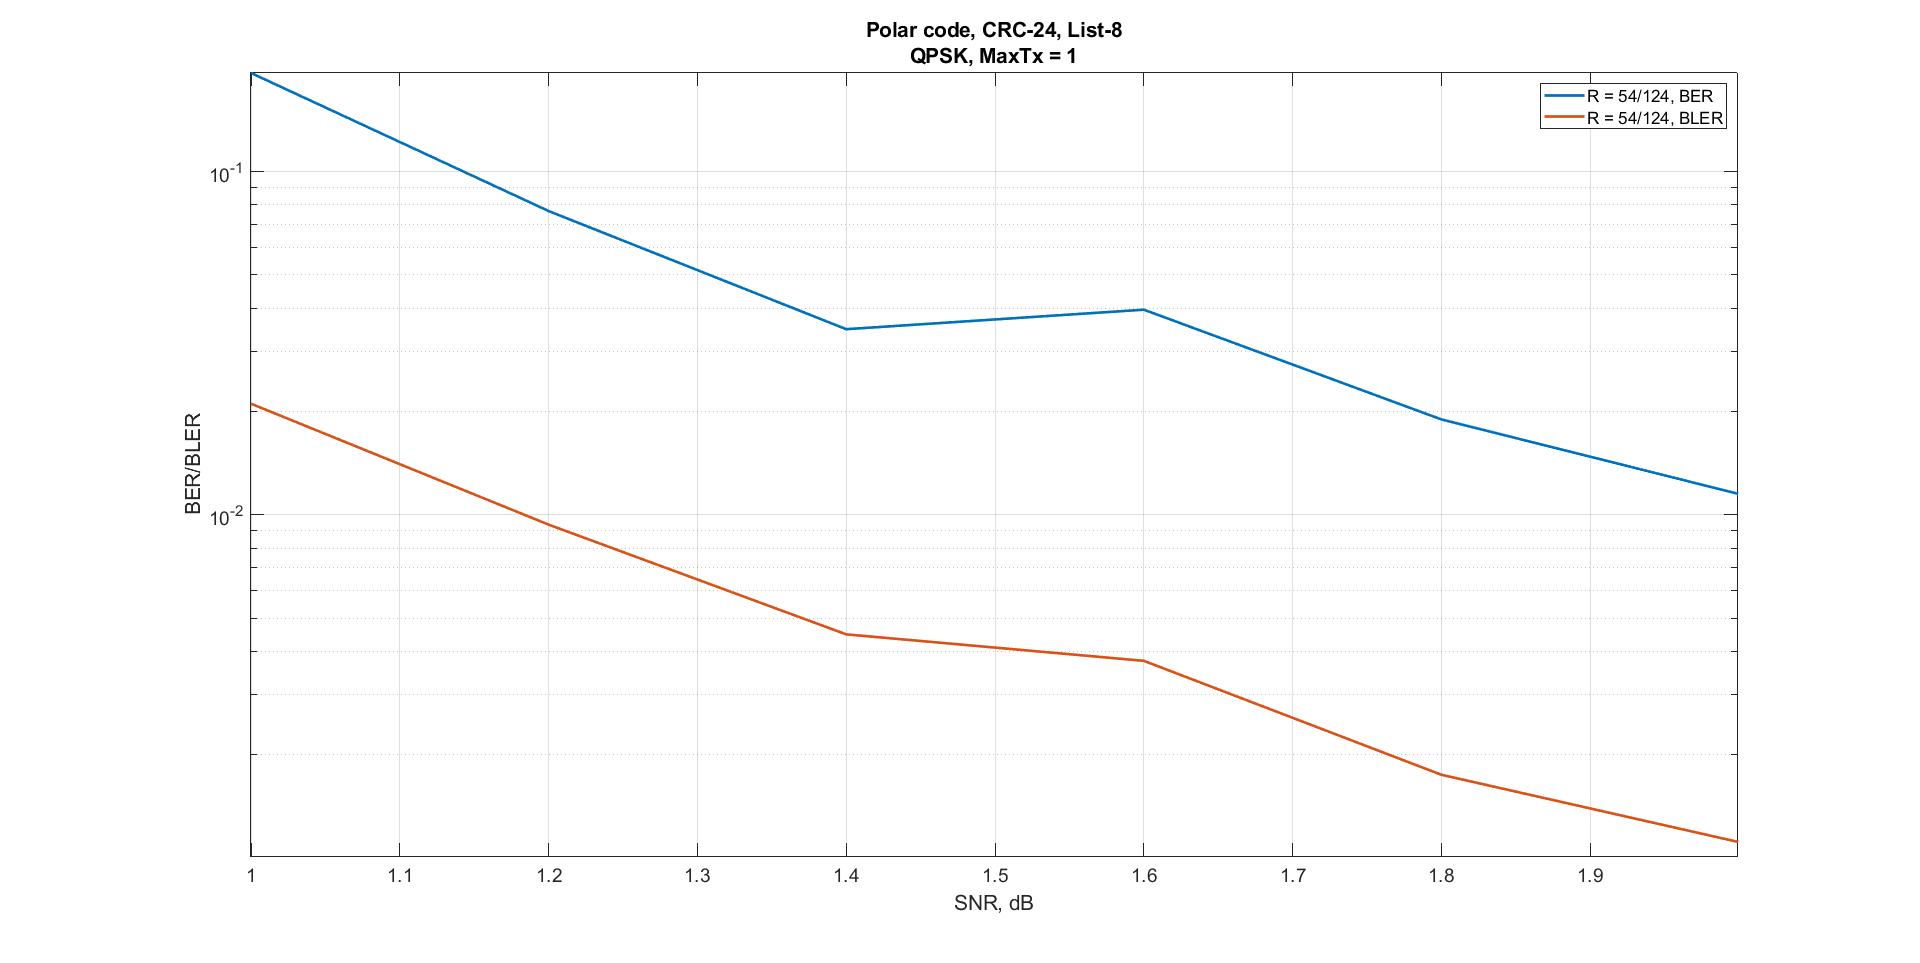 Polar code, CRC-24, List-8
QPSK, MaxTx = 1
R = 54/124, BER
R = 54/124, BLER
10^-1
10^-2
BER/BLER
1 1.1 1.2 1.3 1.4 1.5 1.6 1.7 1.8 1.9
SNR, dB